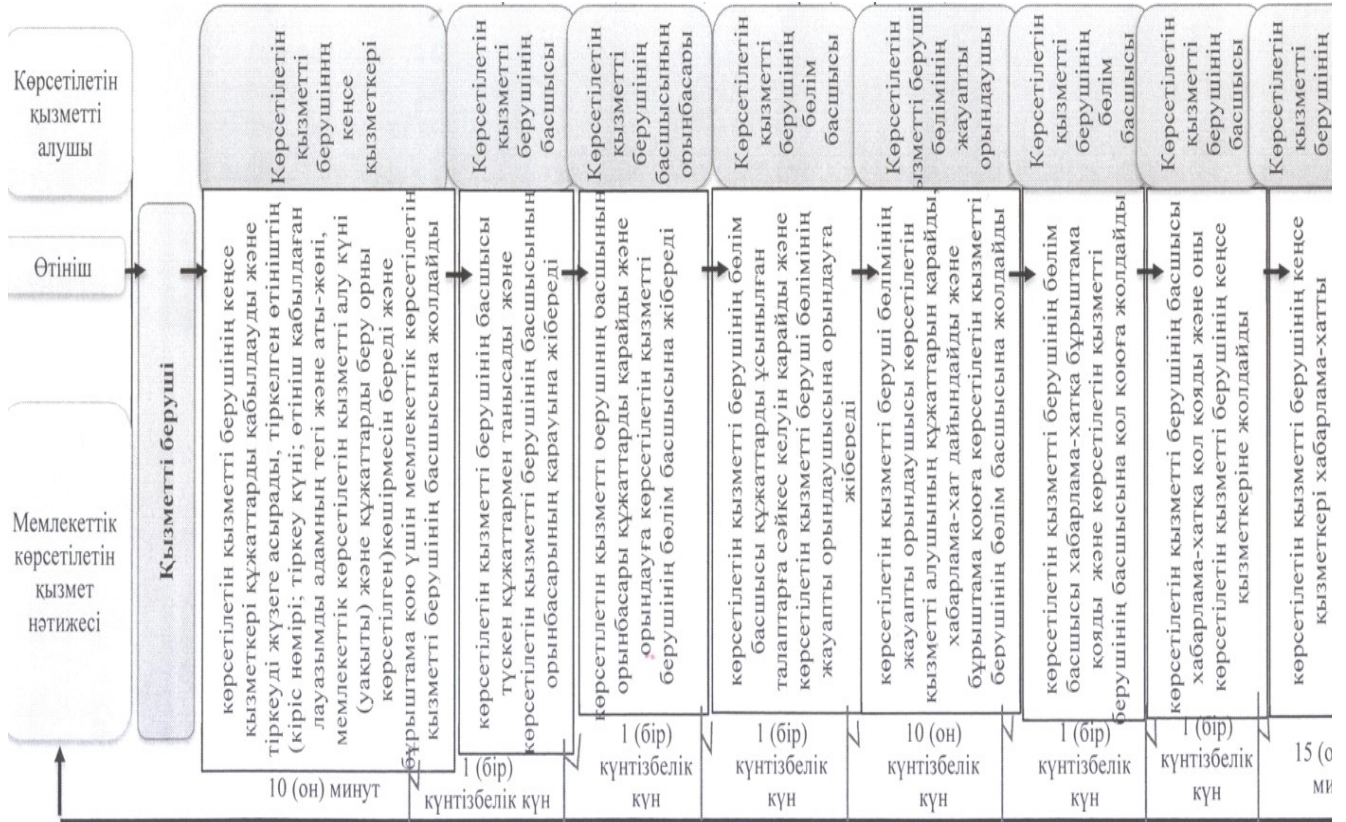 Көрсетілетін
қызметті
алушы
Өтініш
Мемлекеттік
көрсетілетін
қызмет
нәтижесі
Қызметті беруші
Көрсетілетін
қызметті
берушінің
кеңсе
қызметкері
көрсетілетін қызметті берушінің кеңсе
қызметкері құжаттарды қабылдауды және
тіркеуді жүзеге асырады, тіркелген өтініштің
(кіріс нөмірі; тіркеу күні; өтініш қабылдаған
лауазымды адамның тегі және аты-жөні,
мемлекеттік көрсетілетін қызметті алу күні
(уақыты) және құжаттарды беру орны
көрсетілген)көшірмесін береді және
бұрыштама қою үшін мемлекеттік көрсетілетін
қызметті берушінің басшысына жолдайды
10 (он) минут
Көрсетілетін
қызметті
берушінің
басшысы
көрсетілетін қызметті берушінің басшысы
түскен құжаттармен танысады және
көрсетілетін қызметті берушінің басшысының
орынбасарының қарауына жібереді
1 (бір)
күнтізбелік күн
Көрсетілетін
қызметті
берушінің
басшысының
орынбасары
көрсетілетін қызметті берушінің басшының
орынбасары құжаттарды қарайды және
орындауға көрсетілетін қызметті
берушінің бөлім басшысына жібереді
1 (бір)
күнтізбелік
күн
Көрсетілетін
қызметті
берушінің
бөлім
басшысы
көрсетілетін қызметті берушінің бөлім
басшысы құжаттарды ұсынылған
талаптарға сәйкес келуін қарайды және
көрсетілетін қызметті беруші бөлімінің
жауапты орындаушысына орындауға
жібереді
1 (бір)
күнтізбелік
күн
Көрсетілетін
ызметті беруші
бөлімінің
жауапты
орындаушы
көрсетілетін қызметті беруші бөлімінің
жауапты орындаушысы көрсетілетін
қызметті алушының құжаттарын қарайды,
хабарлама-хат дайындайды және
бұрыштама қоюға көрсетілетін қызметті
берушінің бөлім басшысына жолдайды
10 (он)
күнтізбелік
күн
Көрсетілетін
қызметті
берушінің
бөлім
басшысы
көрсетілетін қызметті берушінің бөлім
басшысы хабарлама-хатқа бұрыштама
қояды және көрсетілетін қызметті
берушінің басшысына қол қоюға жолдайды
1 (бір)
күнтізбелік
күн
Көрсетілетін
қызметті
берушінің
басшысы
көрсетілетін қызметті берушінің басшысы
хабарлама-хатқа қол қояды және оны
көрсетілетін қызметті берушінің кеңсе
қызметкеріне жолдайды
1 (бір)
күнтізбелік
күн
Көрсетілетін
қызметті
берушінің
көрсетілетін қызметті берушінің кеңсе
қызметкері хабарлама-хатты
15 (о
ми